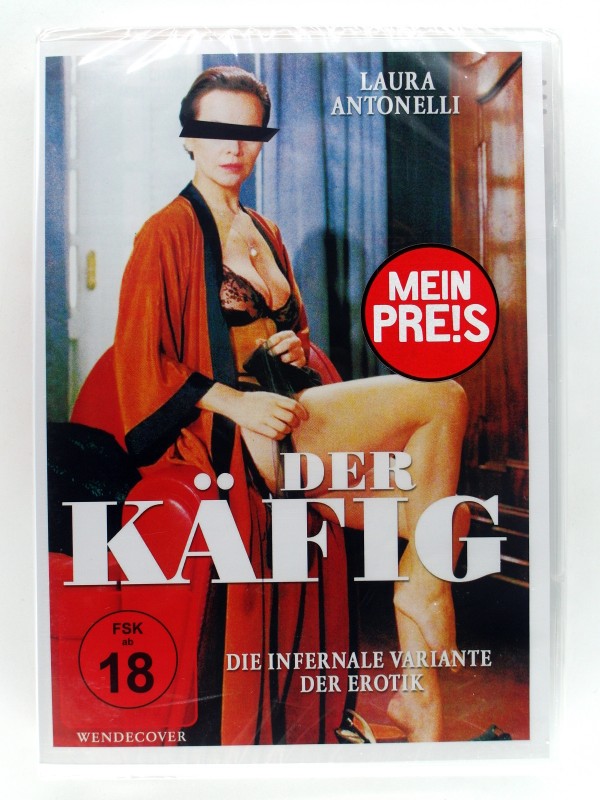 LAURA
ANTONELLI
MEIN
PRE!S
DER
KÄFIG
FSK
ab
18
DIE INFERNALE VARIANTE
DER EROTIK
WENDECOVER